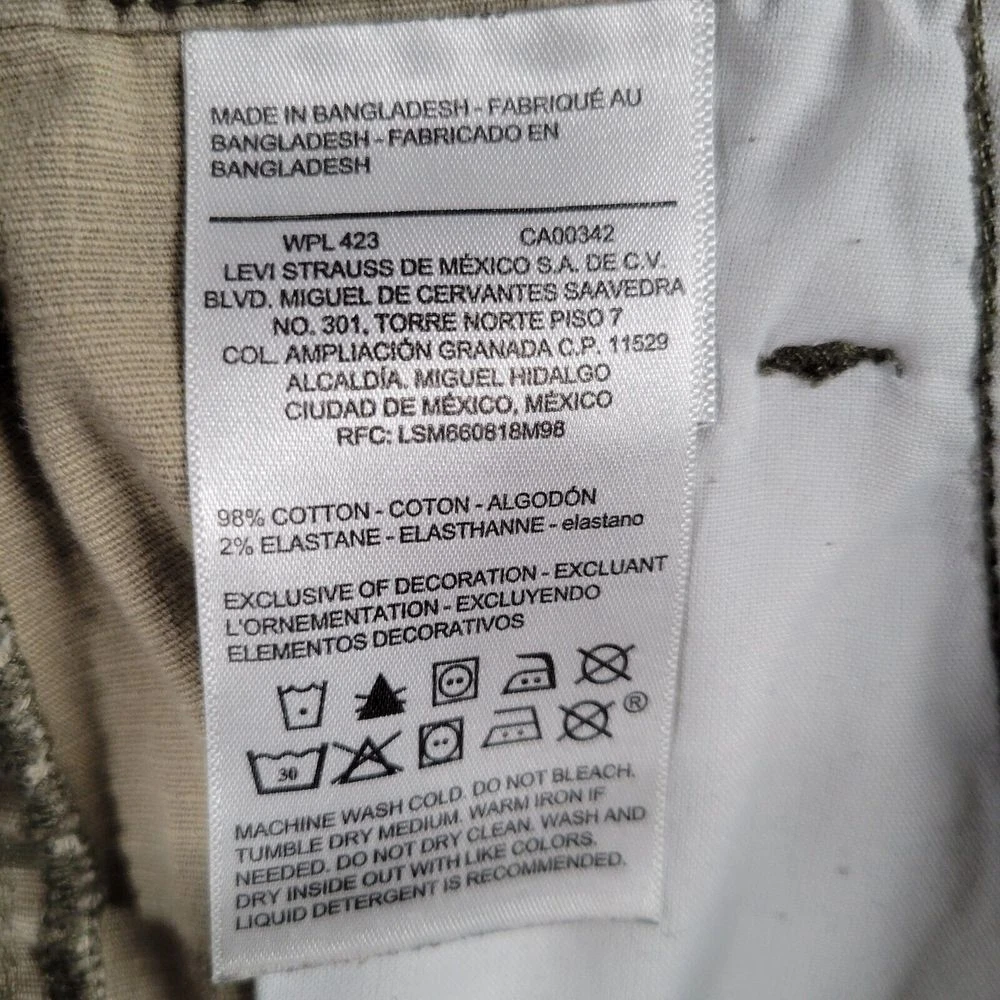 MADE IN BANGLADESH - FABRIQUÉ AU
BANGLADESH - FABRICADO EN
BANGLADESH
WPL 423 CA00342
LEVI STRAUSS DE MÉXICO S.A. DE C.V.
BLVD. MIGUEL DE CERVANTES SAAVEDRA
NO. 301, TORRE NORTE PISO 7
COL. AMPLIACIÓN GRANADA C.P. 11529
ALCALDÍA. MIGUEL HIDALGO
CIUDAD DE MÉXICO, MÉXICO
RFC: LSM660818M98
98% COTTON - COTON - ALGODÓN
2% ELASTANE - ELASTHANNE - elastano
EXCLUSIVE OF DECORATION - EXCLUANT
L'ORNEMENTATION - EXCLUYENDO
ELEMENTOS DECORATIVOS
®
30
MACHINE WASH COLD. DO NOT BLEACH.
TUMBLE DRY MEDIUM. WARM IRON IF
NEEDED. DO NOT DRY CLEAN. WASH AND
DRY INSIDE OUT WITH LIKE COLORS.
LIQUID DETERGENT IS RECOMMENDED.